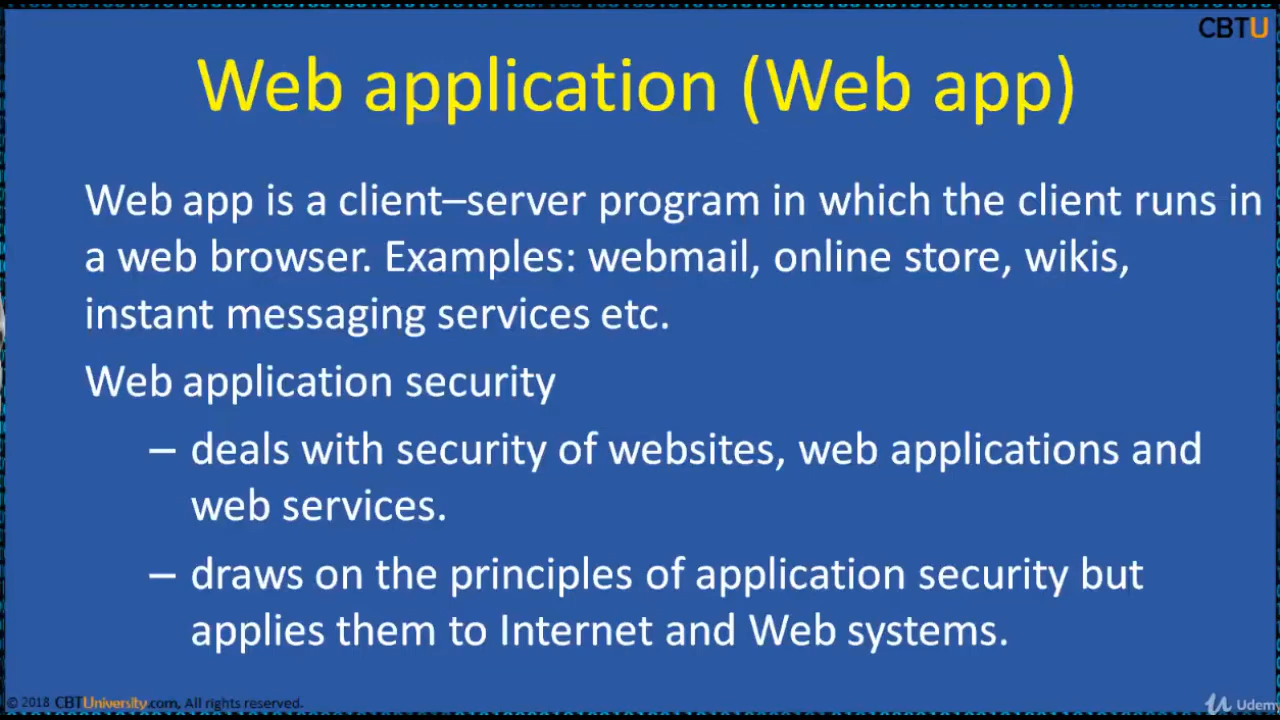 CBTU
Web application (Web app)
Web app is a client–server program in which the client runs in
a web browser. Examples: webmail, online store, wikis,
instant messaging services etc.
Web application security
– deals with security of websites, web applications and
web services.
– draws on the principles of application security but
applies them to Internet and Web systems.
© 2018 CBTUniversity.com, All rights reserved.
Udemy